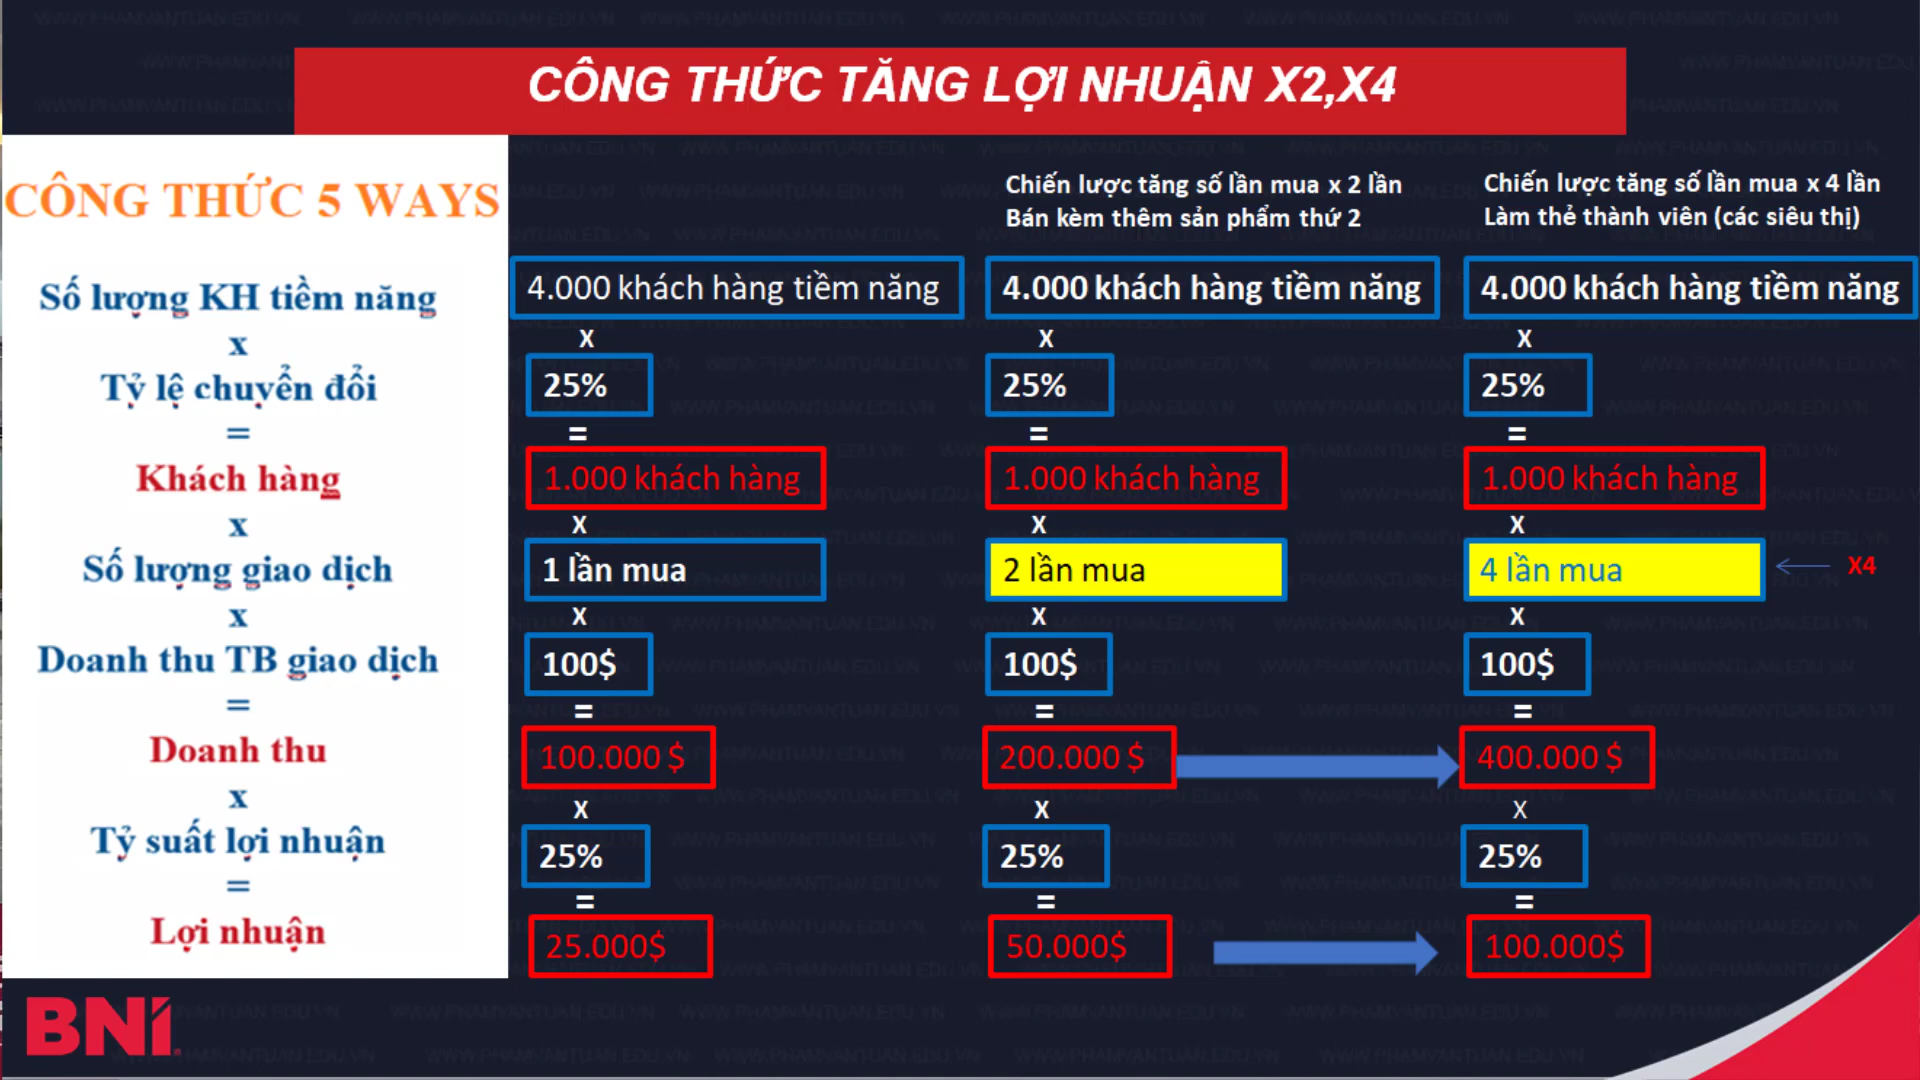 CÔNG THỨC TĂNG LỢI NHUẬN X2,X4
CÔNG THỨC 5 WAYS
Số lượng KH tiềm năng
x
Tỷ lệ chuyển đổi
=
Khách hàng
x
Số lượng giao dịch
x
Doanh thu TB giao dịch
=
Doanh thu
x
Tỷ suất lợi nhuận
=
Lợi nhuận
4.000 khách hàng tiềm năng
x
25%
=
1.000 khách hàng
x
1 lần mua
x
100$
=
100.000 $
x
25%
=
25.000$
Chiến lược tăng số lần mua x 2 lần
Bán kèm thêm sản phẩm thứ 2
4.000 khách hàng tiềm năng
x
25%
=
1.000 khách hàng
x
2 lần mua
x
100$
=
200.000 $
x
25%
=
50.000$
Chiến lược tăng số lần mua x 4 lần
Làm thẻ thành viên (các siêu thị)
4.000 khách hàng tiềm năng
x
25%
=
1.000 khách hàng
x
4 lần mua
X4
x
100$
=
400.000 $
x
25%
=
100.000$
BNI
WWW.PHAMVANTUAN.EDU.VN